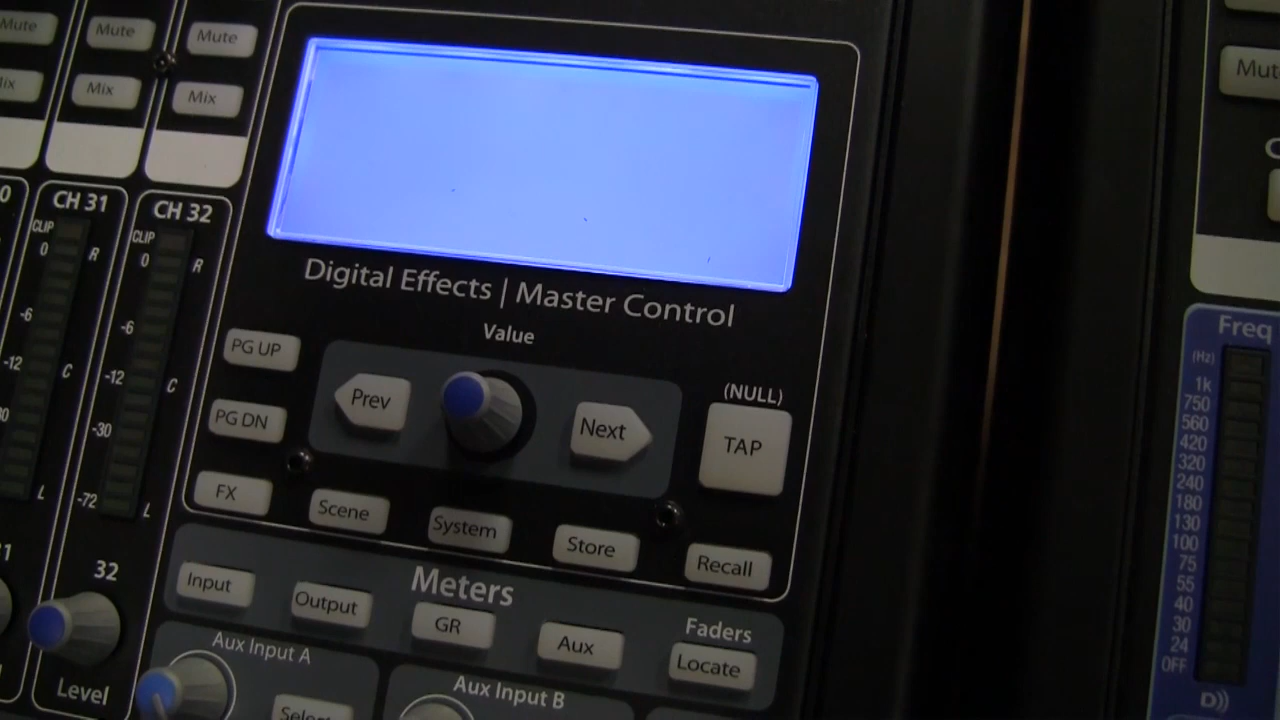 Mute
Mute
Mute
Mix
Mix
Mute
CH 31
CH 32
CLIP
0
R
-6
-12
C
L
CLIP
0
R
-6
-12
C
-30
-72
L
32
Level
Digital Effects | Master Control
Value
PG UP
Prev
Next
(NULL)
TAP
PG DN
FX
Scene
System
Store
Recall
Meters
Input
Output
GR
Aux
Faders
Locate
Aux Input A
Aux Input B
Freq
(Hz)
1k
750
560
420
320
240
180
130
100
75
55
40
30
24
OFF